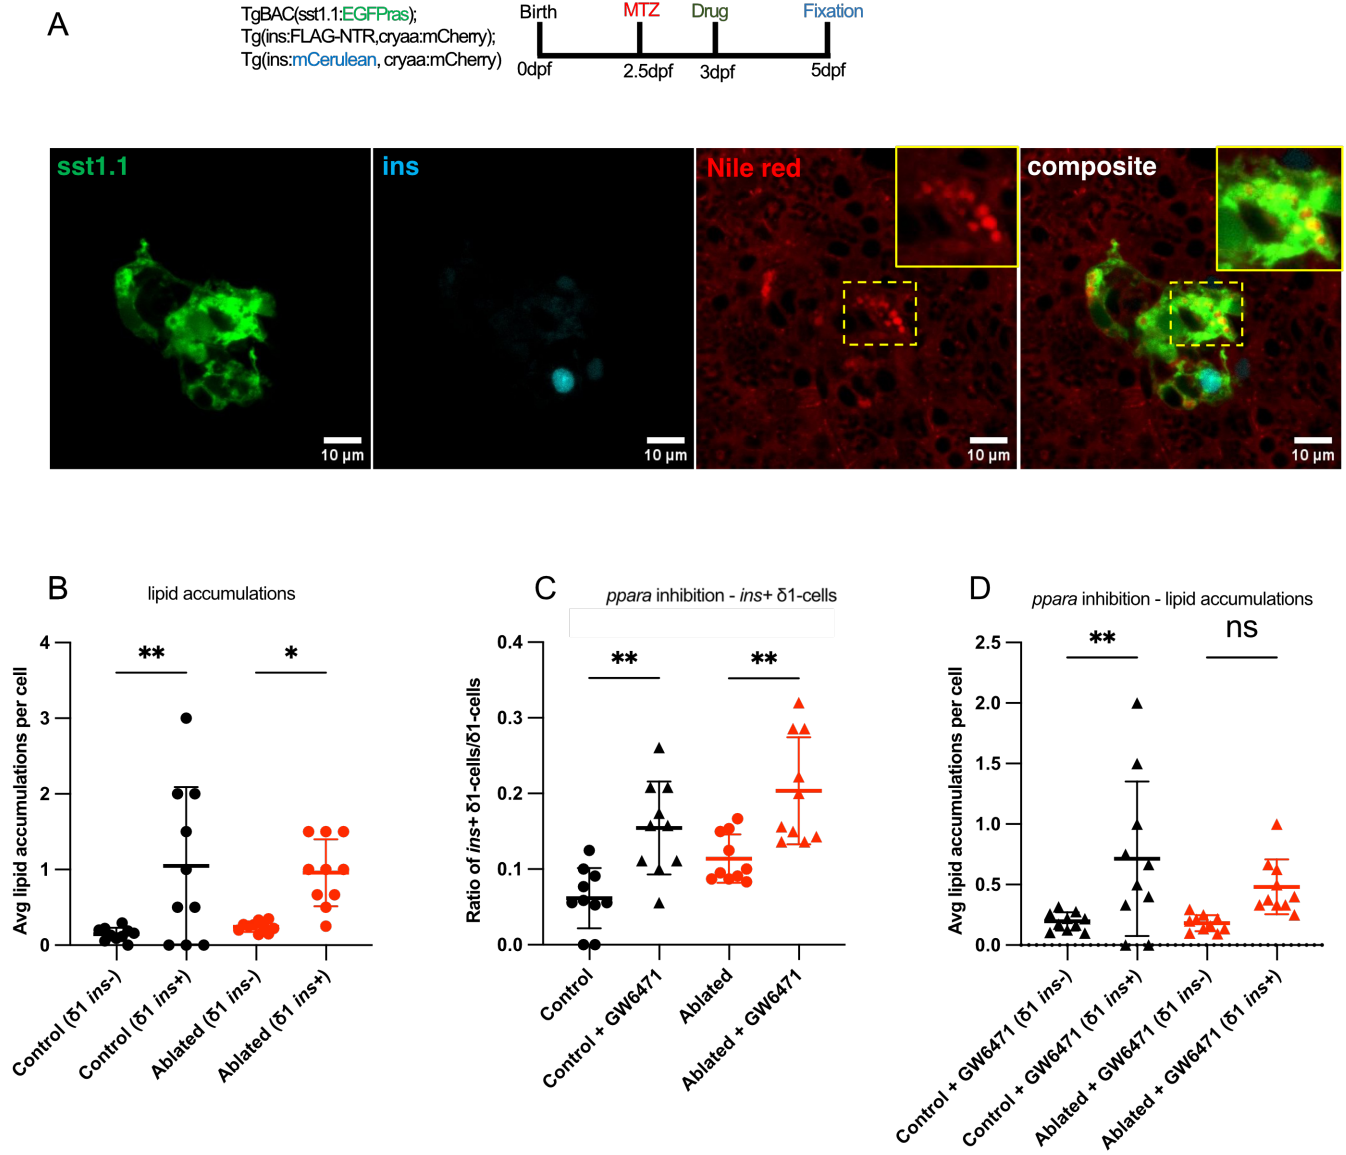 A
TgBAC(sst1.1:EGFPras);
Tg(ins:FLAG-NTR,cryaa:mCherry);
Tg(ins:mCerulean, cryaa:mCherry)
Birth MTZ Drug Fixation
0dpf 2.5dpf 3dpf 5dpf
sst1.1 ins Nile red composite
10 µm 10 µm 10 µm 10 µm
B
lipid accumulations
** *
Avg lipid accumulations per cell
4
3
2
1
0
Control (δ1 ins-)
Control (δ1 ins+)
Ablated (δ1 ins-)
Ablated (δ1 ins+)
C
ppara inhibition - ins+ δ1-cells
** **
Ratio of ins+ δ1-cells/δ1-cells
0.4
0.3
0.2
0.1
0.0
Control
Control + GW6471
Ablated
Ablated + GW6471
D
ppara inhibition - lipid accumulations
** ns
Avg lipid accumulations per cell
2.5
2.0
1.5
1.0
0.5
0.0
Control + GW6471 (δ1 ins-)
Control + GW6471 (δ1 ins+)
Ablated + GW6471 (δ1 ins-)
Ablated + GW6471 (δ1 ins+)